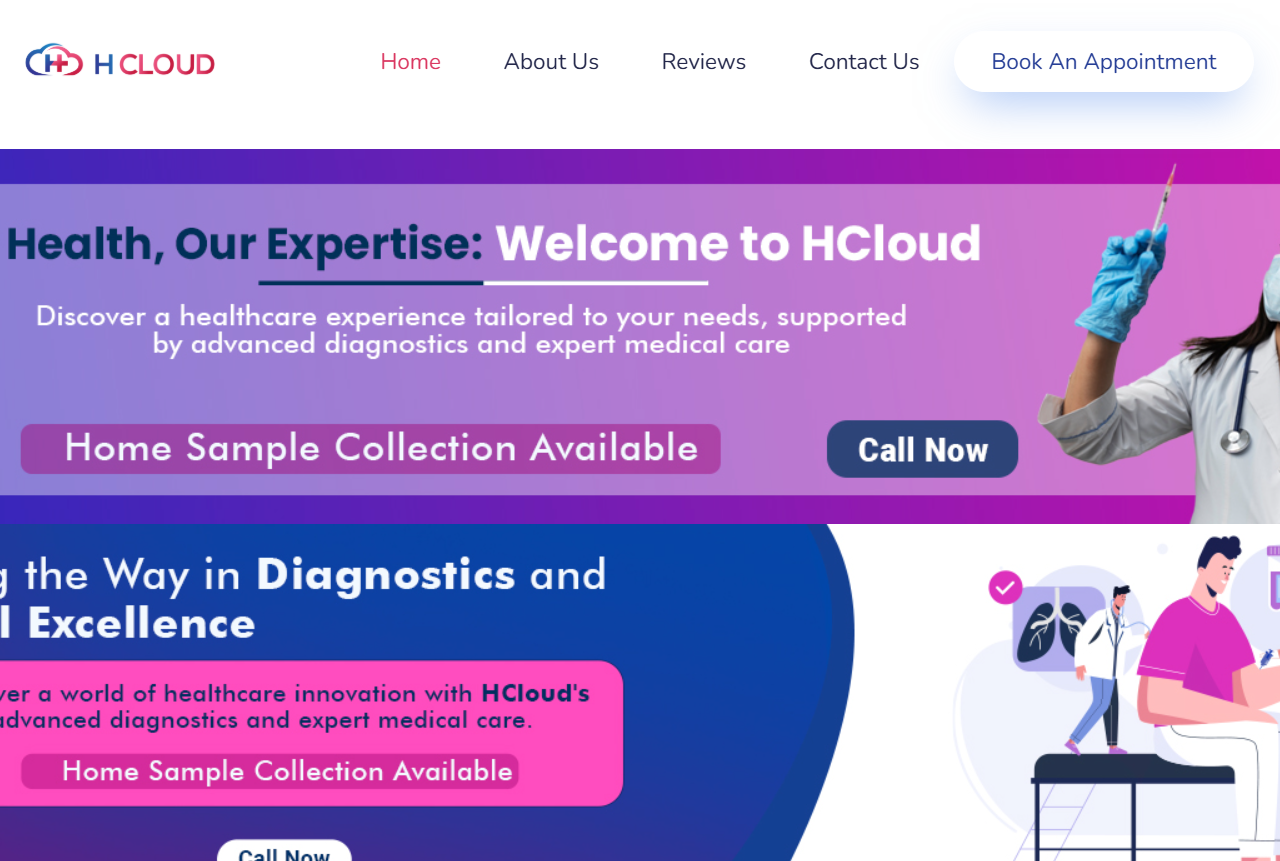 H CLOUD
Home
About Us
Reviews
Contact Us
Book An Appointment
Health, Our Expertise: Welcome to HCloud
Discover a healthcare experience tailored to your needs, supported
by advanced diagnostics and expert medical care
Home Sample Collection Available
Call Now
the Way in Diagnostics and
Excellence
a world of healthcare innovation with HCloud's
advanced diagnostics and expert medical care.
Home Sample Collection Available
Call Now